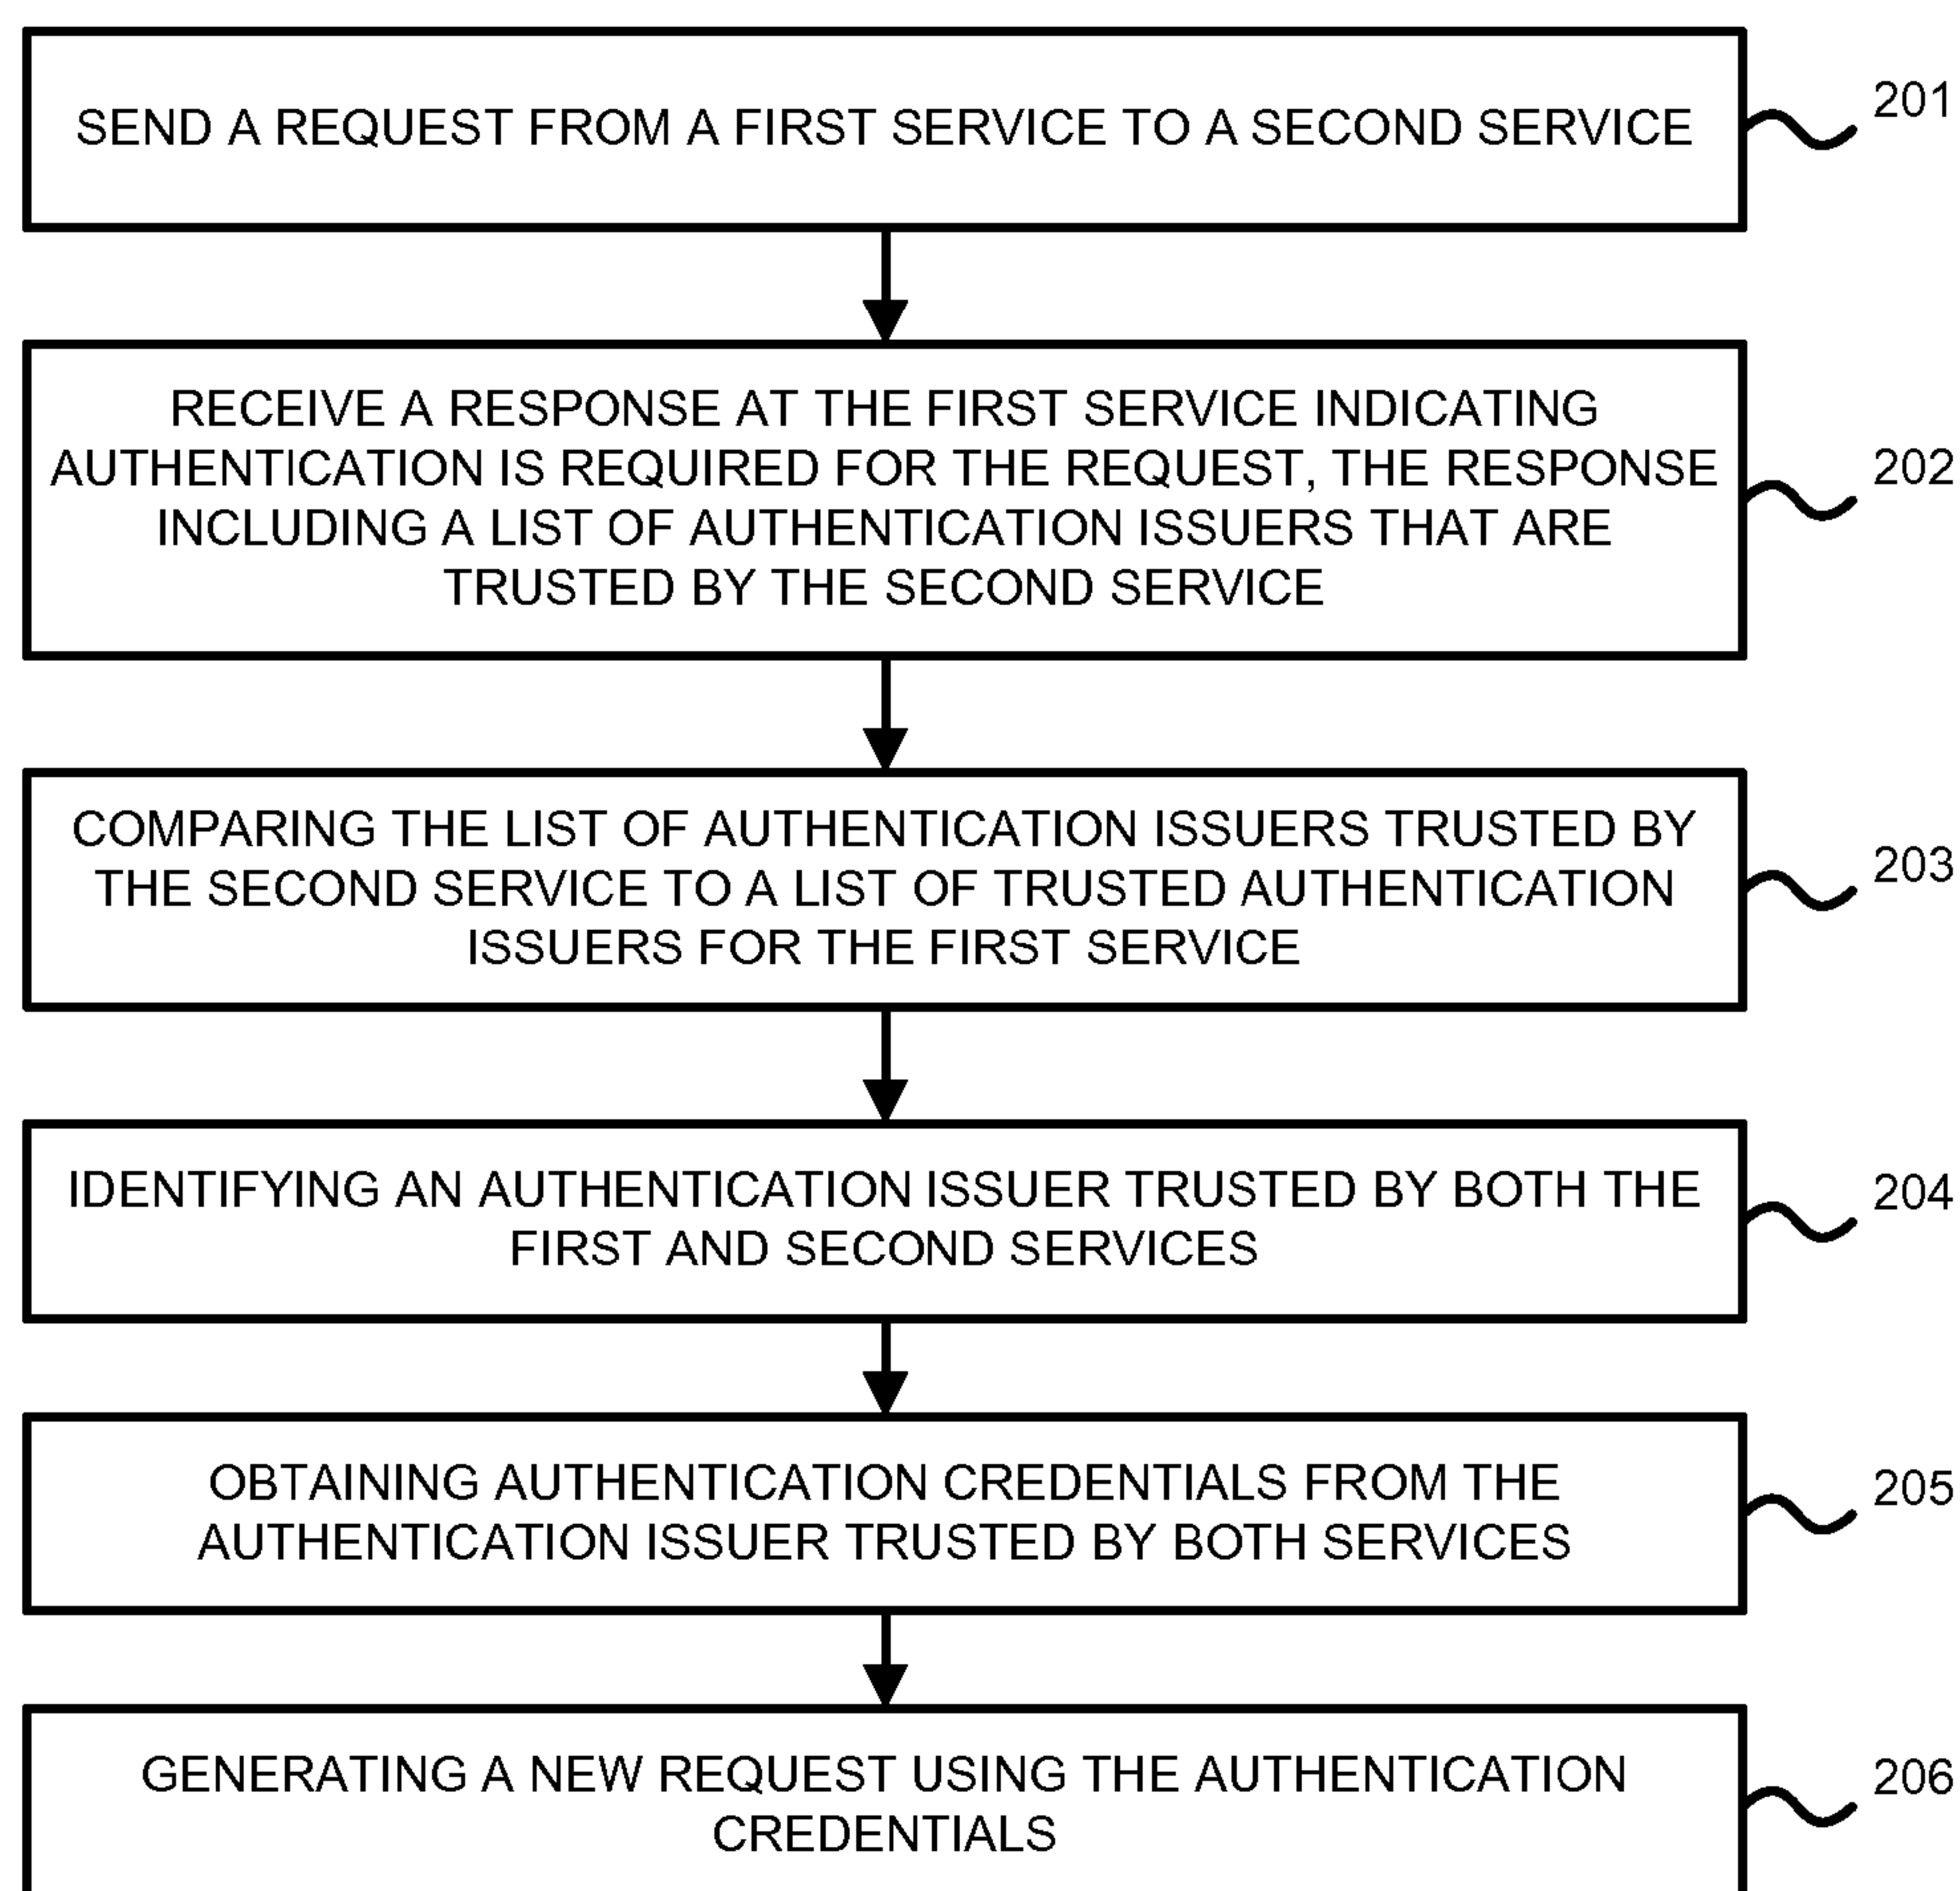 SEND A REQUEST FROM A FIRST SERVICE TO A SECOND SERVICE
201
RECEIVE A RESPONSE AT THE FIRST SERVICE INDICATING
AUTHENTICATION IS REQUIRED FOR THE REQUEST, THE RESPONSE
INCLUDING A LIST OF AUTHENTICATION ISSUERS THAT ARE
TRUSTED BY THE SECOND SERVICE
202
COMPARING THE LIST OF AUTHENTICATION ISSUERS TRUSTED BY
THE SECOND SERVICE TO A LIST OF TRUSTED AUTHENTICATION
ISSUERS FOR THE FIRST SERVICE
203
IDENTIFYING AN AUTHENTICATION ISSUER TRUSTED BY BOTH THE
FIRST AND SECOND SERVICES
204
OBTAINING AUTHENTICATION CREDENTIALS FROM THE
AUTHENTICATION ISSUER TRUSTED BY BOTH SERVICES
205
GENERATING A NEW REQUEST USING THE AUTHENTICATION
CREDENTIALS
206